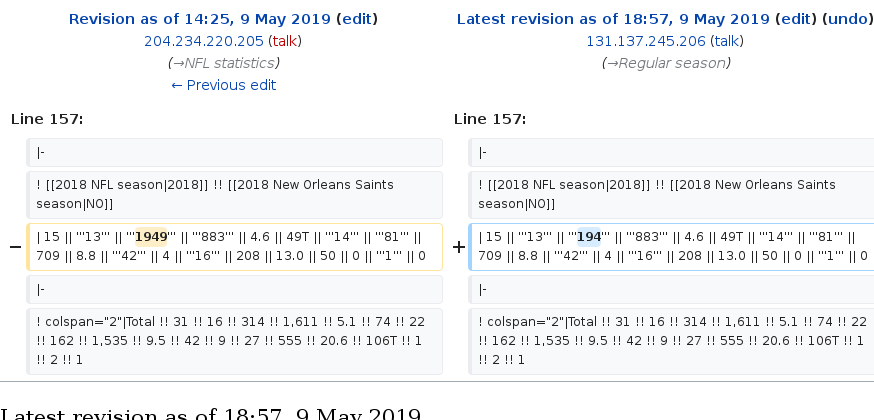 Revision as of 14:25, 9 May 2019 (edit)
204.234.220.205 (talk)
(→NFL statistics)
← Previous edit
Latest revision as of 18:57, 9 May 2019 (edit) (undo)
131.137.245.206 (talk)
(→Regular season)
Line 157:
Line 157:
|-
|-
! [[2018 NFL season|2018]] !! [[2018 New Orleans Saints
season|NO]]
! [[2018 NFL season|2018]] !! [[2018 New Orleans Saints
season|NO]]
− | 15 || '''13''' || '''1949''' || '''883''' || 4.6 || 49T || '''14''' || '''81''' ||
709 || 8.8 || '''42''' || 4 || '''16''' || 208 || 13.0 || 50 || 0 || '''1''' || 0
+ | 15 || '''13''' || '''194''' || '''883''' || 4.6 || 49T || '''14''' || '''81''' ||
709 || 8.8 || '''42''' || 4 || '''16''' || 208 || 13.0 || 50 || 0 || '''1''' || 0
|-
|-
! colspan="2"|Total !! 31 !! 16 !! 314 !! 1,611 !! 5.1 !! 74 !! 22
!! 162 !! 1,535 !! 9.5 !! 42 !! 9 !! 27 !! 555 !! 20.6 !! 106T !! 1
!! 2 !! 1
! colspan="2"|Total !! 31 !! 16 !! 314 !! 1,611 !! 5.1 !! 74 !! 22
!! 162 !! 1,535 !! 9.5 !! 42 !! 9 !! 27 !! 555 !! 20.6 !! 106T !! 1
!! 2 !! 1
Latest revision as of 18:57, 9 May 2019